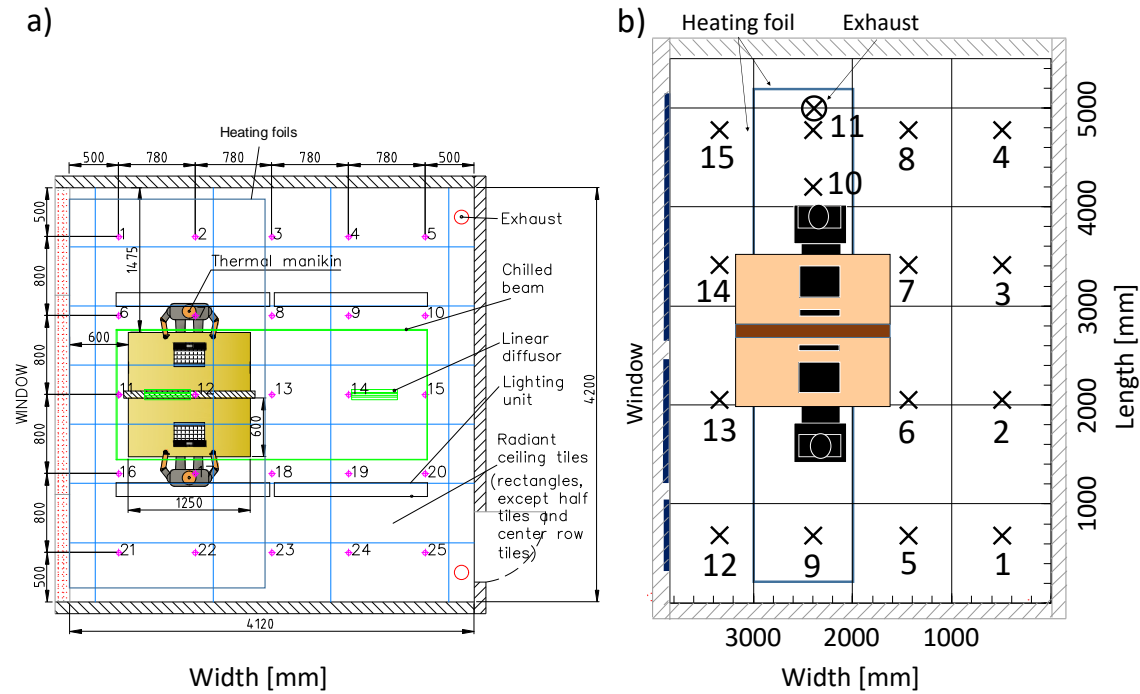 a)
Heating foils
500 780 780 780 780 500
500
1 2 3 4 5
1475
Thermal manikin
Exhaust
800
6 7 8 9 10
Chilled
beam
600
800
WINDOW
11 12 13 14 15
Linear
diffusor
Lighting
unit
4200
600
800
16 18 19 20
Radiant
ceiling tiles
(rectangles,
except half
tiles and
center row
tiles)
1250
800
21 22 23 24 25
500
4120
Width [mm]
b)
Heating foil Exhaust
11
15 8 4
10
14 7 3
Window
13 6 2
12 9 5 1
5000
4000
3000
2000
1000
Length [mm]
3000 2000 1000
Width [mm]